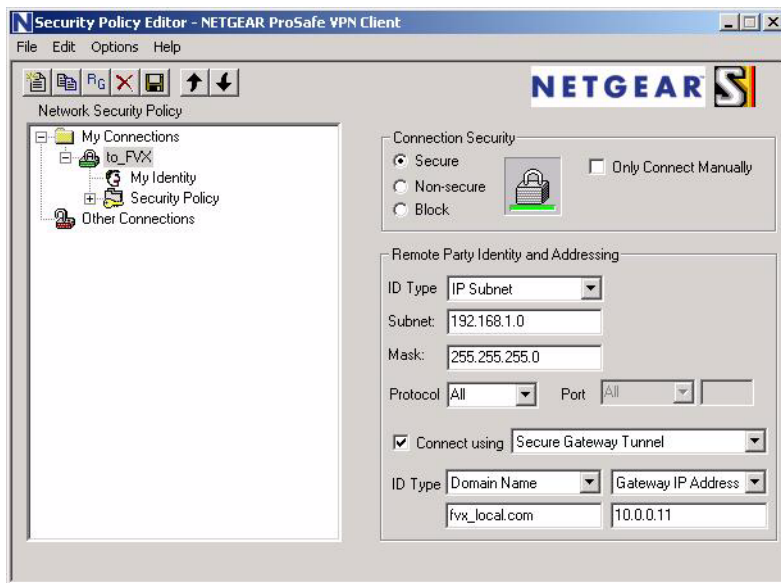 Security Policy Editor - NETGEAR ProSafe VPN Client
File Edit Options Help
RG
NETGEAR S
Network Security Policy
My Connections
to_FVX
My Identity
Security Policy
Other Connections
Connection Security
Secure
Only Connect Manually
Non-secure
Block
Remote Party Identity and Addressing
ID Type IP Subnet
Subnet: 192.168.1.0
Mask: 255.255.255.0
Protocol All Port All
Connect using Secure Gateway Tunnel
ID Type Domain Name Gateway IP Address
fvx_local.com 10.0.0.11